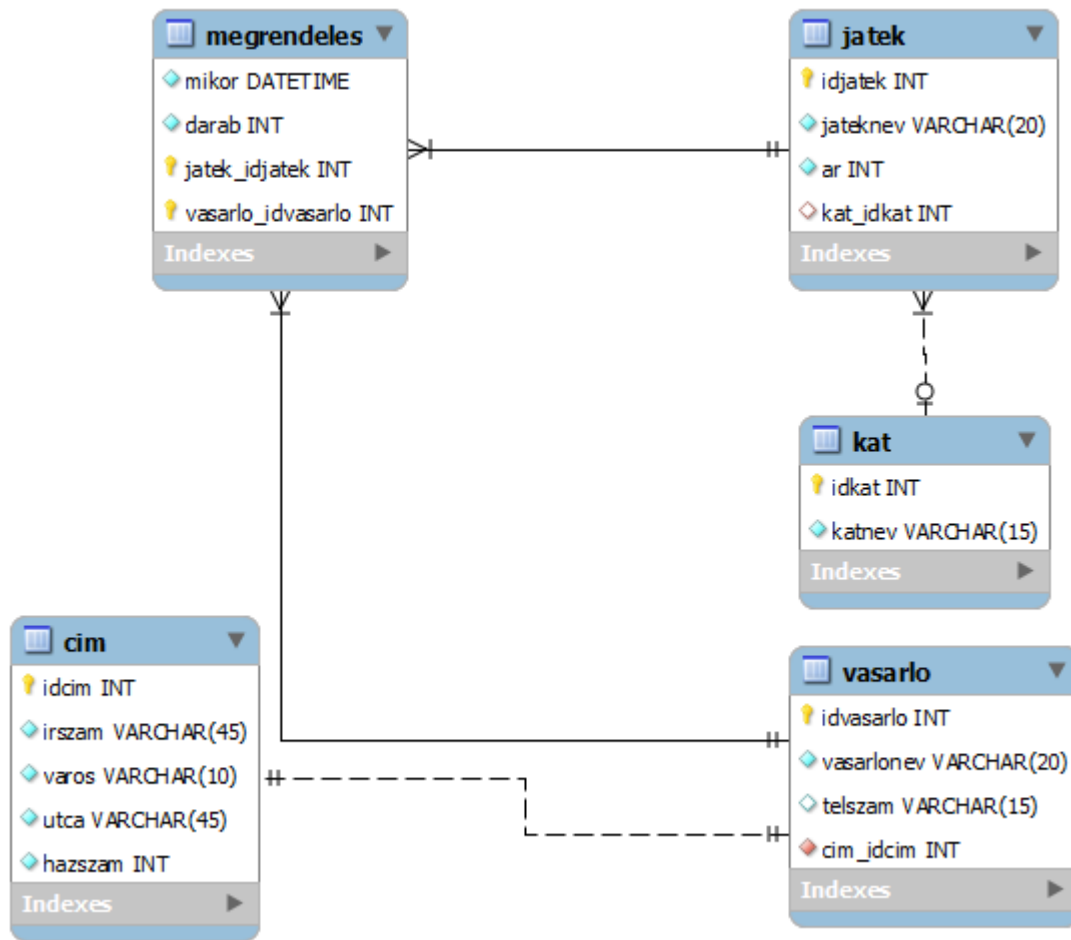 megrendeles
mikor DATETIME
darab INT
jatek_idjatek INT
vasarlo_idvasarlo INT
Indexes
jatek
idjatek INT
jateknev VARCHAR(20)
ar INT
kat_idkat INT
Indexes
kat
idkat INT
katnev VARCHAR(15)
Indexes
cim
idcim INT
irszam VARCHAR(45)
varos VARCHAR(10)
utca VARCHAR(45)
hazszam INT
Indexes
vasarlo
idvasarlo INT
vasarlonev VARCHAR(20)
telszam VARCHAR(15)
cim_idcim INT
Indexes